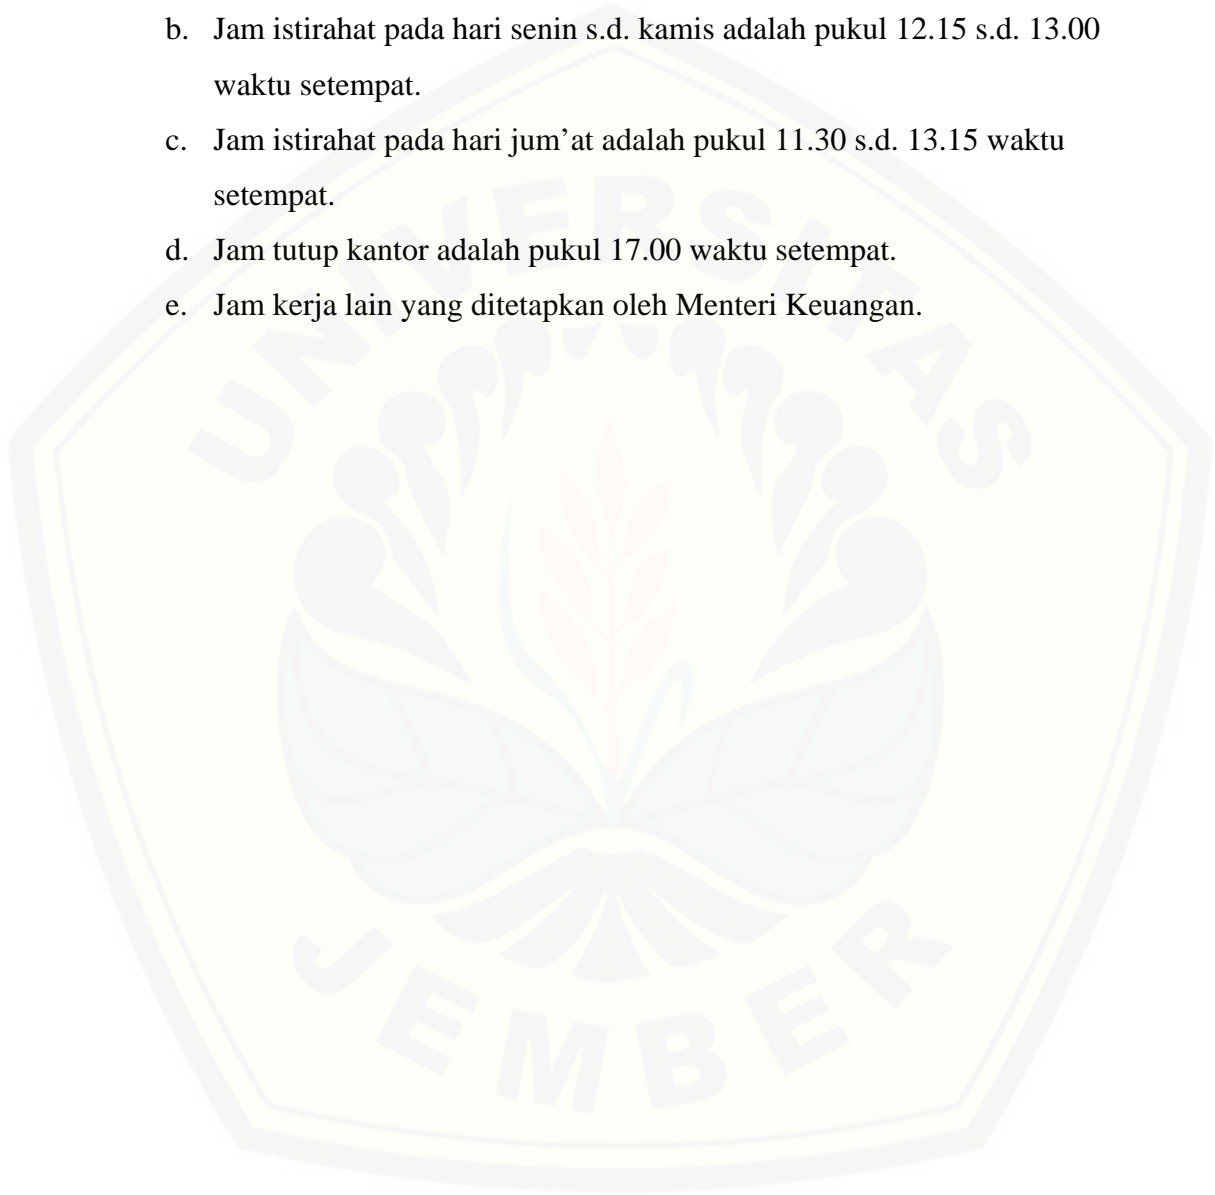 b. Jam istirahat pada hari senin s.d. kamis adalah pukul 12.15 s.d. 13.00
waktu setempat.
c. Jam istirahat pada hari jum’at adalah pukul 11.30 s.d. 13.15 waktu
setempat.
d. Jam tutup kantor adalah pukul 17.00 waktu setempat.
e. Jam kerja lain yang ditetapkan oleh Menteri Keuangan.
UNIVERSITAS
JEMBER